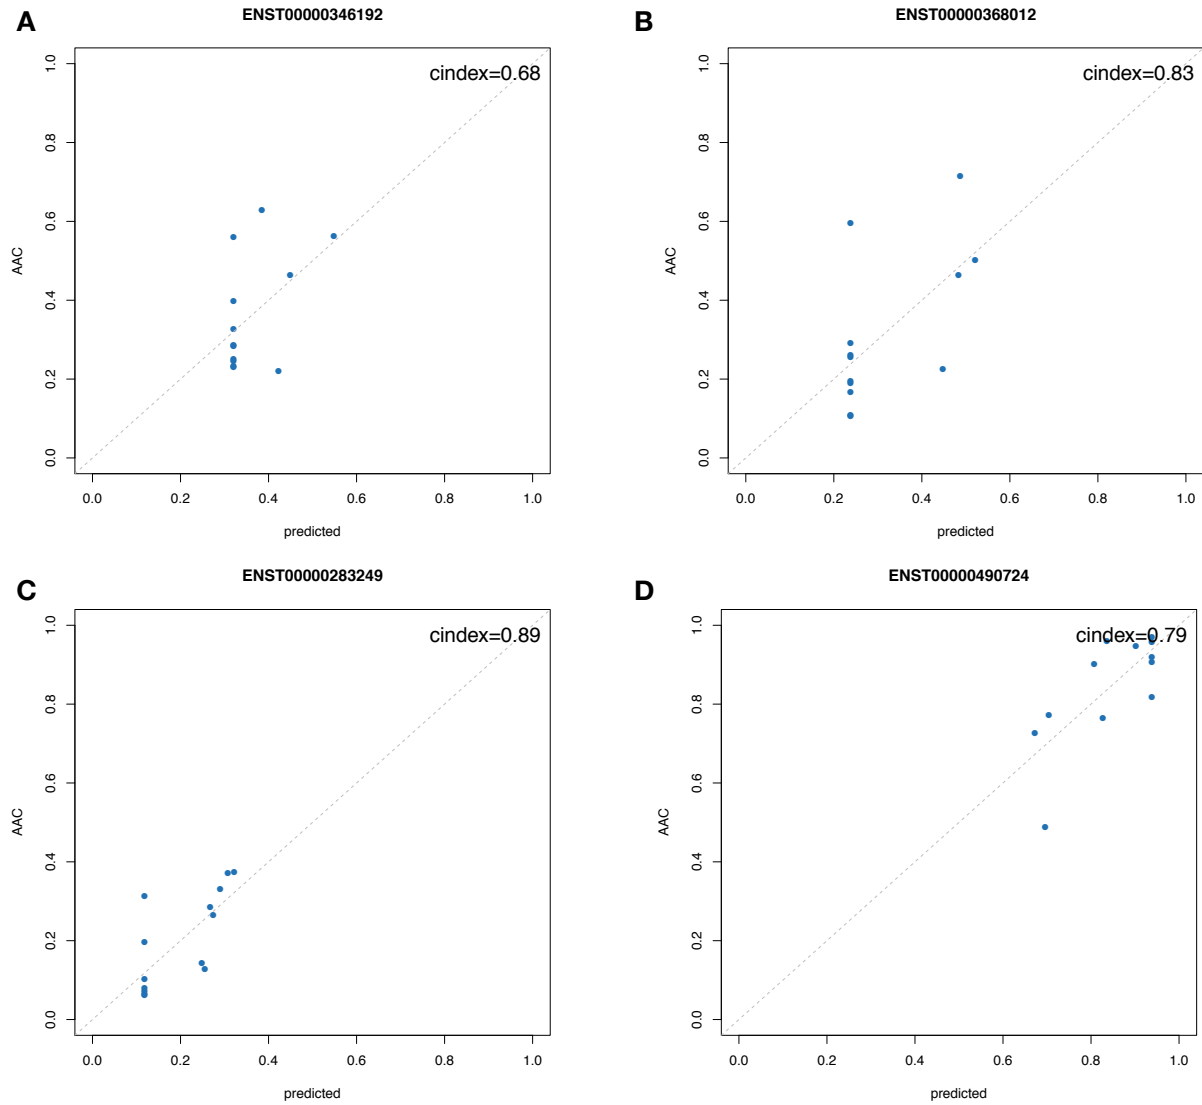 A
ENST00000346192
cindex=0.68
1.0
0.8
0.6
0.4
0.2
0.0
AAC
0.0 0.2 0.4 0.6 0.8 1.0
predicted
B
ENST00000368012
cindex=0.83
1.0
0.8
0.6
0.4
0.2
0.0
AAC
0.0 0.2 0.4 0.6 0.8 1.0
predicted
C
ENST00000283249
cindex=0.89
1.0
0.8
0.6
0.4
0.2
0.0
AAC
0.0 0.2 0.4 0.6 0.8 1.0
predicted
D
ENST00000490724
cindex=0.79
1.0
0.8
0.6
0.4
0.2
0.0
AAC
0.0 0.2 0.4 0.6 0.8 1.0
predicted